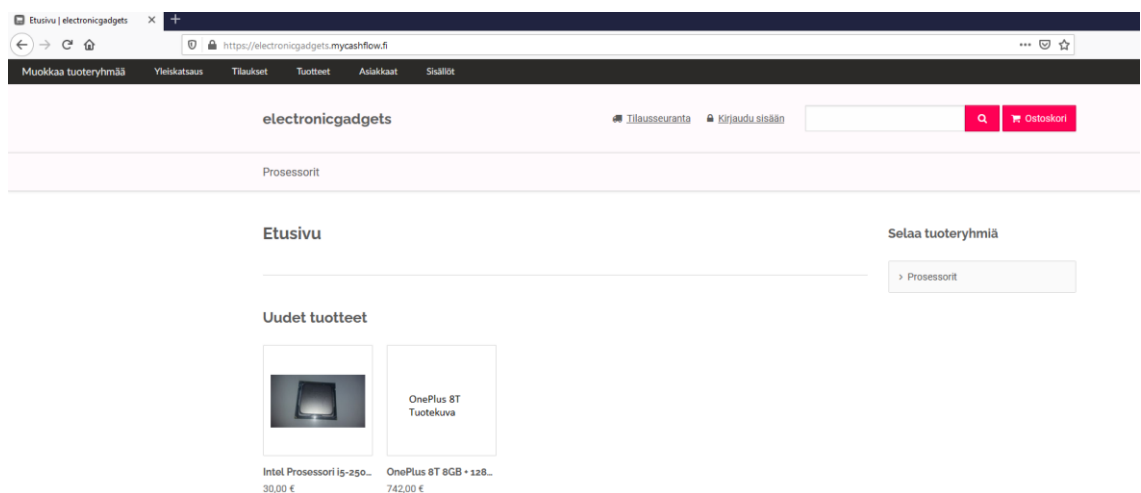 Etusivu | electronicgadgets
https://electronicgadgets.mycashflow.fi
Muokkaa tuoteryhmää Yleiskatsaus Tilaukset Tuotteet Asiakkaat Sisällöt
electronicgadgets Tilausseuranta Kirjaudu sisään Ostoskori
Prosessorit
Etusivu
Selaa tuoteryhmiä
> Prosessorit
Uudet tuotteet
OnePlus 8T
Tuotekuva
Intel Prosessori i5-250... OnePlus 8T 8GB • 128...
30,00 € 742,00 €